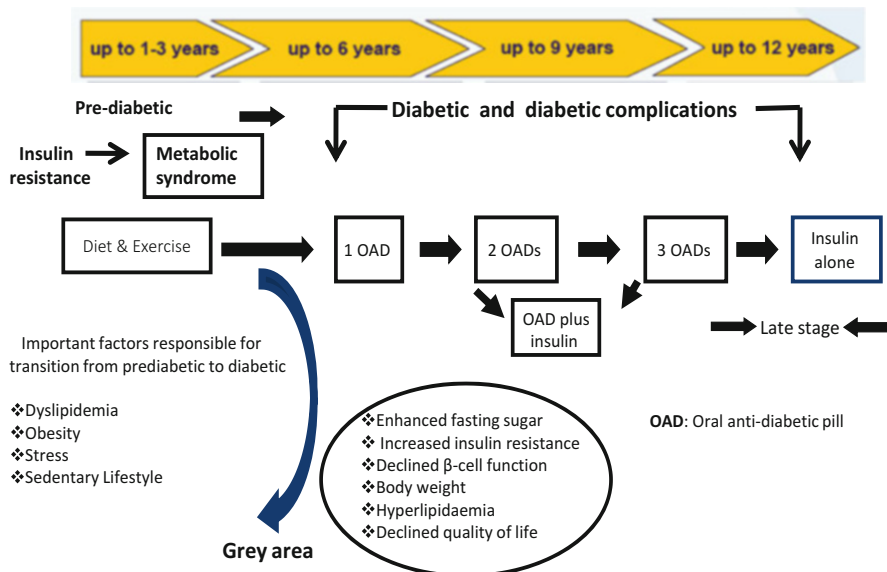 up to 1-3 years
up to 6 years
up to 9 years
up to 12 years
Pre-diabetic
Diabetic and diabetic complications
Insulin
resistance
Metabolic
syndrome
Diet & Exercise
1 OAD
2 OADs
3 OADs
Insulin
alone
OAD plus
insulin
Late stage
Important factors responsible for
transition from prediabetic to diabetic
❖Dyslipidemia
❖Obesity
❖Stress
❖Sedentary Lifestyle
❖Enhanced fasting sugar
❖ Increased insulin resistance
❖Declined β-cell function
❖Body weight
❖Hyperlipidaemia
❖Declined quality of life
OAD: Oral anti-diabetic pill
Grey area